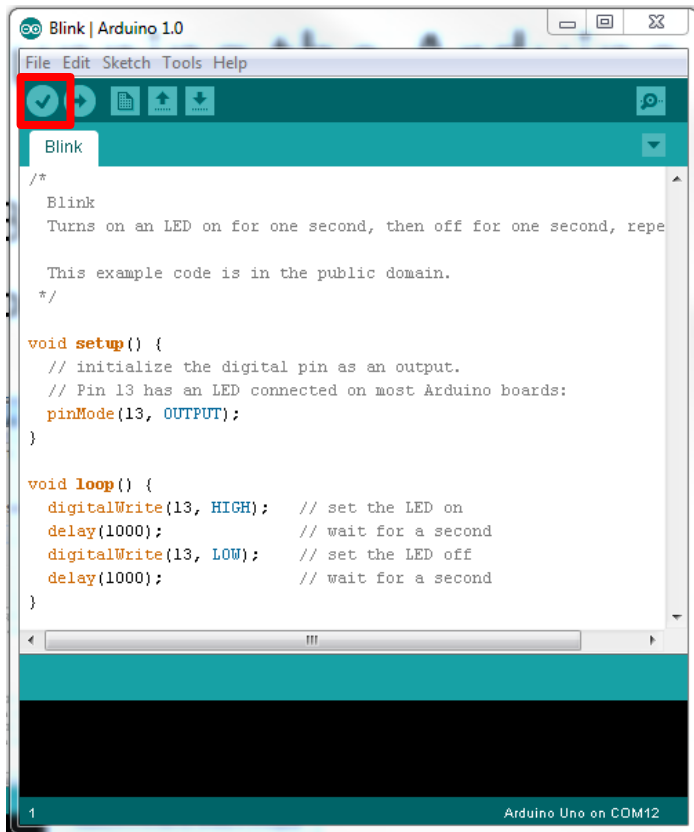 Blink | Arduino 1.0
File Edit Sketch Tools Help
Blink
/*
  Blink
  Turns on an LED on for one second, then off for one second, repe

  This example code is in the public domain.
 */

void setup() {
  // initialize the digital pin as an output.
  // Pin 13 has an LED connected on most Arduino boards:
  pinMode(13, OUTPUT);
}

void loop() {
  digitalWrite(13, HIGH);   // set the LED on
  delay(1000);              // wait for a second
  digitalWrite(13, LOW);    // set the LED off
  delay(1000);              // wait for a second
}
1
Arduino Uno on COM12